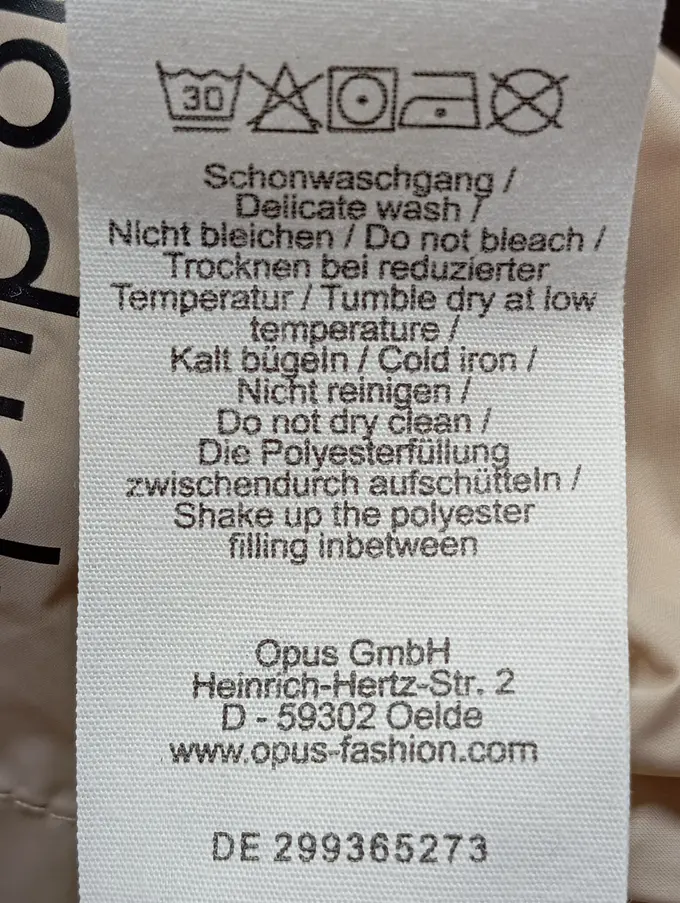 30
Schonwaschgang /
Delicate wash /
Nicht bleichen / Do not bleach /
Trocknen bei reduzierter
Temperatur / Tumble dry at low
temperature /
Kalt bügeln / Cold iron /
Nicht reinigen /
Do not dry clean /
Die Polyesterfüllung
zwischendurch aufschütteln /
Shake up the polyester
filling inbetween
Opus GmbH
Heinrich-Hertz-Str. 2
D - 59302 Oelde
www.opus-fashion.com
DE 299365273